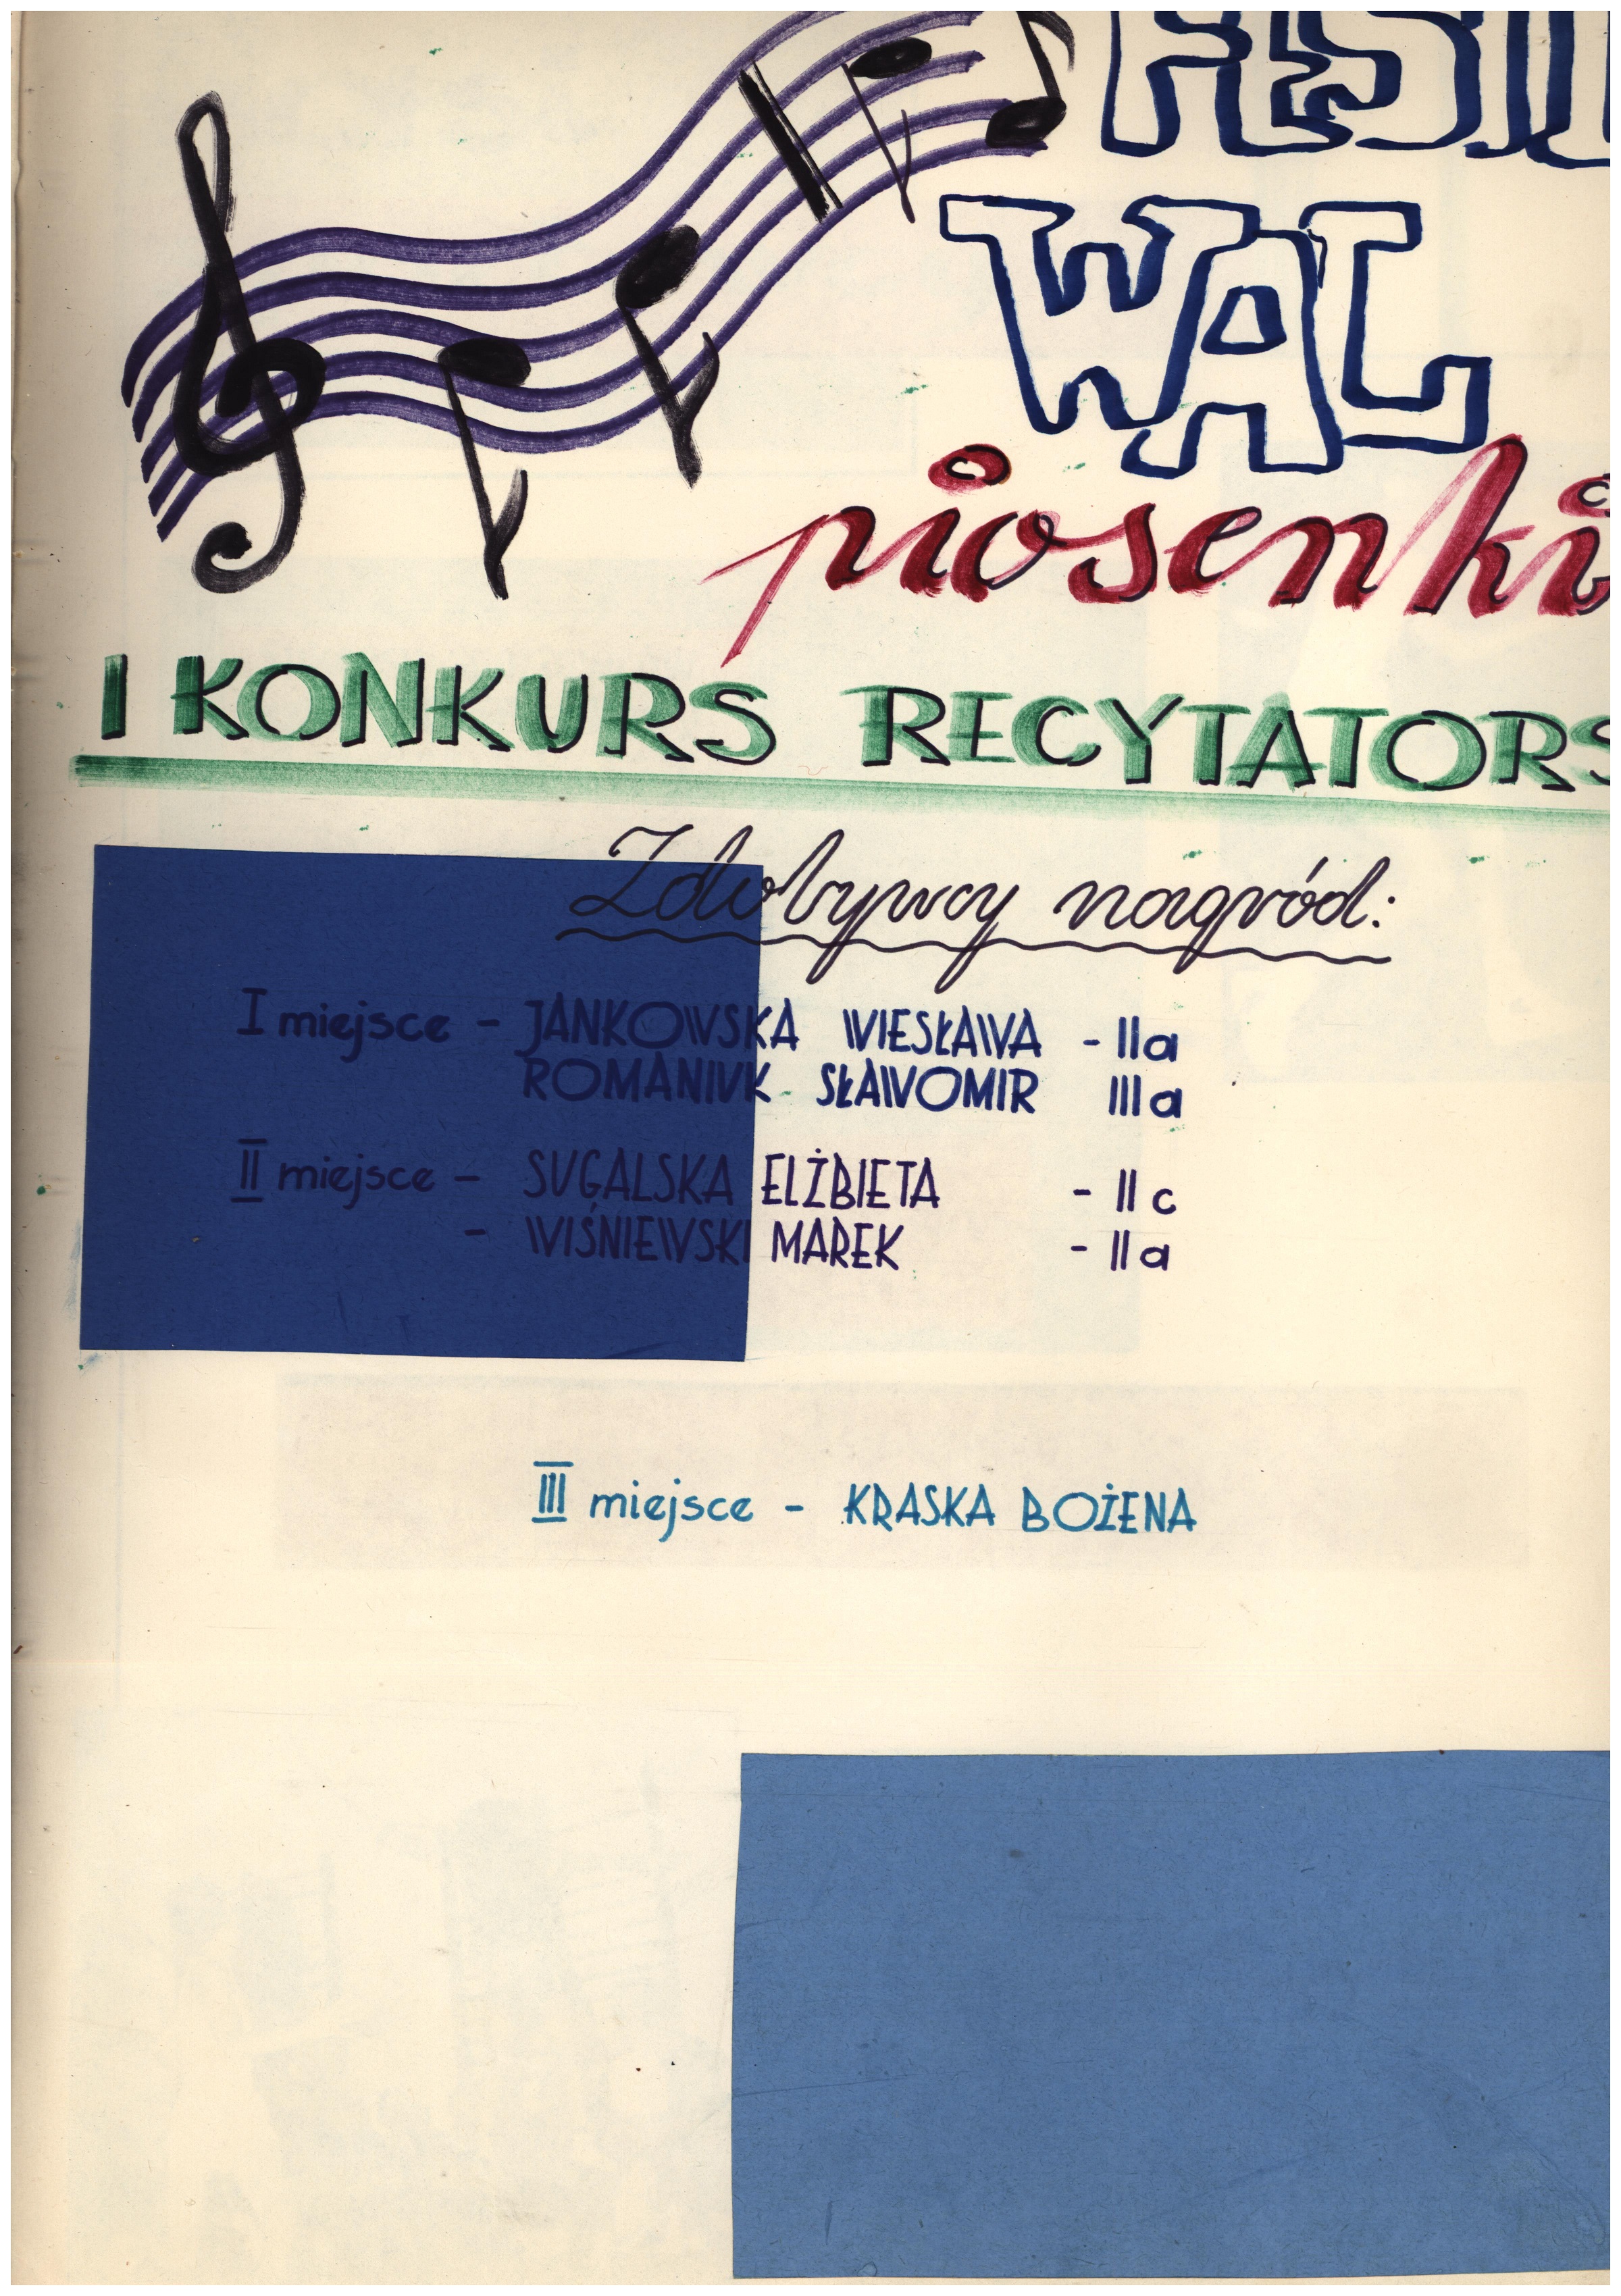 FESTI
WAL
piosenki
I KONKURS RECYTATORS
Zdobywcy nagród:
I miejsce - JANKOWSKA WIESŁAWA - IIa
ROMANIUK SŁAWOMIR IIIa
II miejsce - SUGALSKA ELŻBIETA - IIc
- WIŚNIEWSKI MAREK - IIa
III miejsce - KRASKA BOŻENA